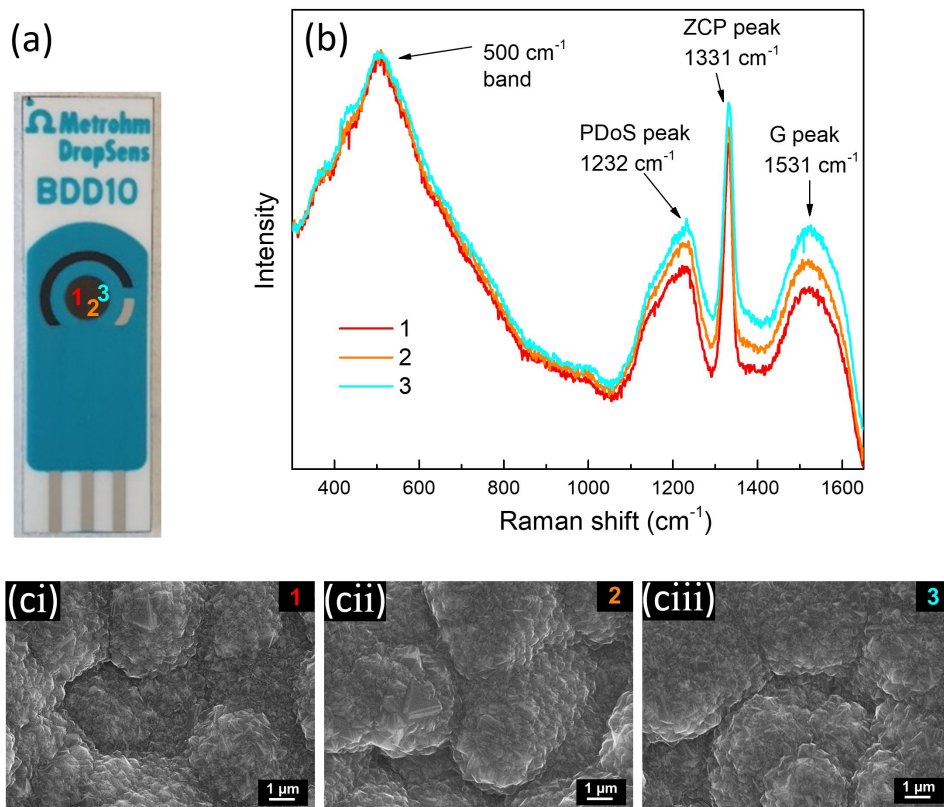 (a)
Ω Metrohm
DropSens
BDD10
1
2
3
(b)
500 cm⁻¹
band
ZCP peak
1331 cm⁻¹
PDoS peak
1232 cm⁻¹
G peak
1531 cm⁻¹
Intensity
1
2
3
400 600 800 1000 1200 1400 1600
Raman shift (cm⁻¹)
(ci) 1
1 µm
(cii) 2
1 µm
(ciii) 3
1 µm